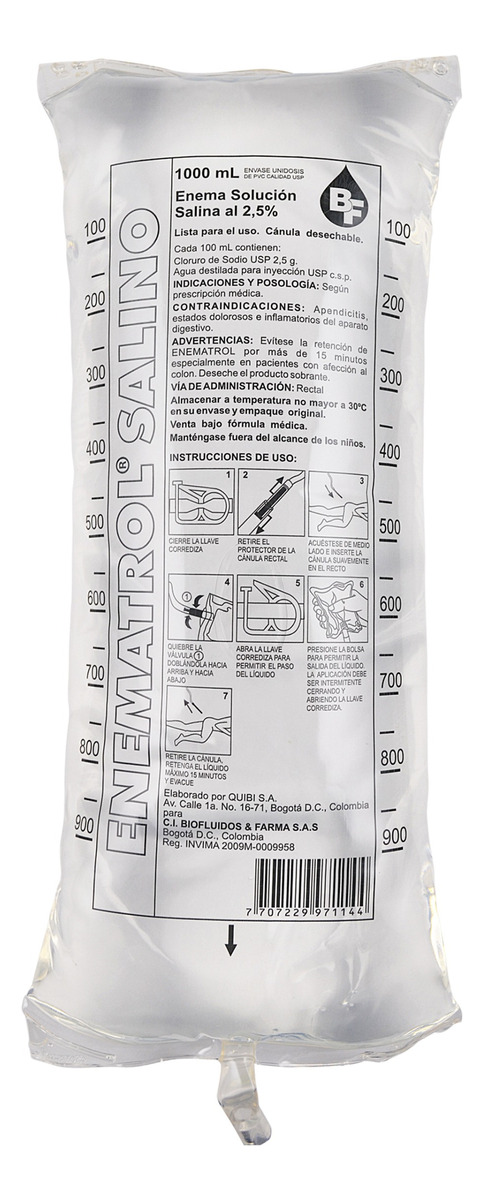 1000 mL ENVASE UNIDOSIS
DE PVC CALIDAD USP
BF
Enema Solución
Salina al 2,5%
Lista para el uso. Cánula desechable.
Cada 100 mL contienen:
Cloruro de Sodio USP 2,5 g.
Agua destilada para inyección USP c.s.p.
INDICACIONES Y POSOLOGÍA: Según
prescripción médica.
CONTRAINDICACIONES: Apendicitis,
estados dolorosos e inflamatorios del aparato
digestivo.
ADVERTENCIAS: Evítese la retención de
ENEMATROL por más de 15 minutos
especialmente en pacientes con afección al
colon. Deseche el producto sobrante.
VÍA DE ADMINISTRACIÓN: Rectal
Almacenar a temperatura no mayor a 30ºC
en su envase y empaque original.
Venta bajo fórmula médica.
Manténgase fuera del alcance de los niños.
INSTRUCCIONES DE USO:
1
CIERRE LA LLAVE
CORREDIZA
2
RETIRE EL
PROTECTOR DE LA
CÁNULA RECTAL
3
ACUÉSTESE DE MEDIO
LADO E INSERTE LA
CÁNULA SUAVEMENTE
EN EL RECTO
4
1
QUIEBRE LA
VÁLVULA 1
DOBLÁNDOLA HACIA
ARRIBA Y HACIA
ABAJO
5
ABRA LA LLAVE
CORREDIZA PARA
PERMITIR EL PASO
DEL LÍQUIDO
6
PRESIONE LA BOLSA
PARA PERMITIR LA
SALIDA DEL LÍQUIDO.
LA APLICACIÓN DEBE
SER INTERMITENTE
CERRANDO Y
ABRIENDO LA LLAVE
CORREDIZA.
7
RETIRE LA CÁNULA,
RETENGA EL LÍQUIDO
MÁXIMO 15 MINUTOS
Y EVACUE
Elaborado por QUIBI S.A.
Av. Calle 1a. No. 16-71, Bogotá D.C., Colombia
para
C.I. BIOFLUIDOS & FARMA S.A.S
Bogotá D.C., Colombia
Reg. INVIMA 2009M-0009958
7 707229 971144
ENEMATROL® SALINO
100
200
300
400
500
600
700
800
900
100
200
300
400
500
600
700
800
900